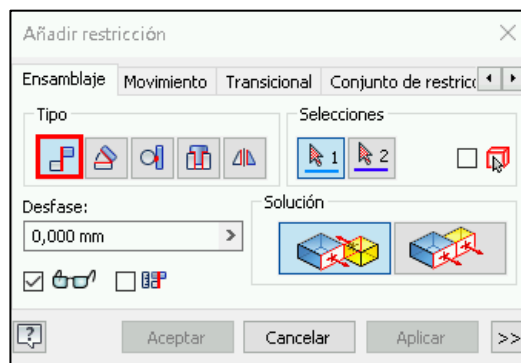 Añadir restricción
Ensamblaje Movimiento Transicional Conjunto de restricc
Tipo
Selecciones
1 2
Desfase:
Solución
0,000 mm >
? Aceptar Cancelar Aplicar >>